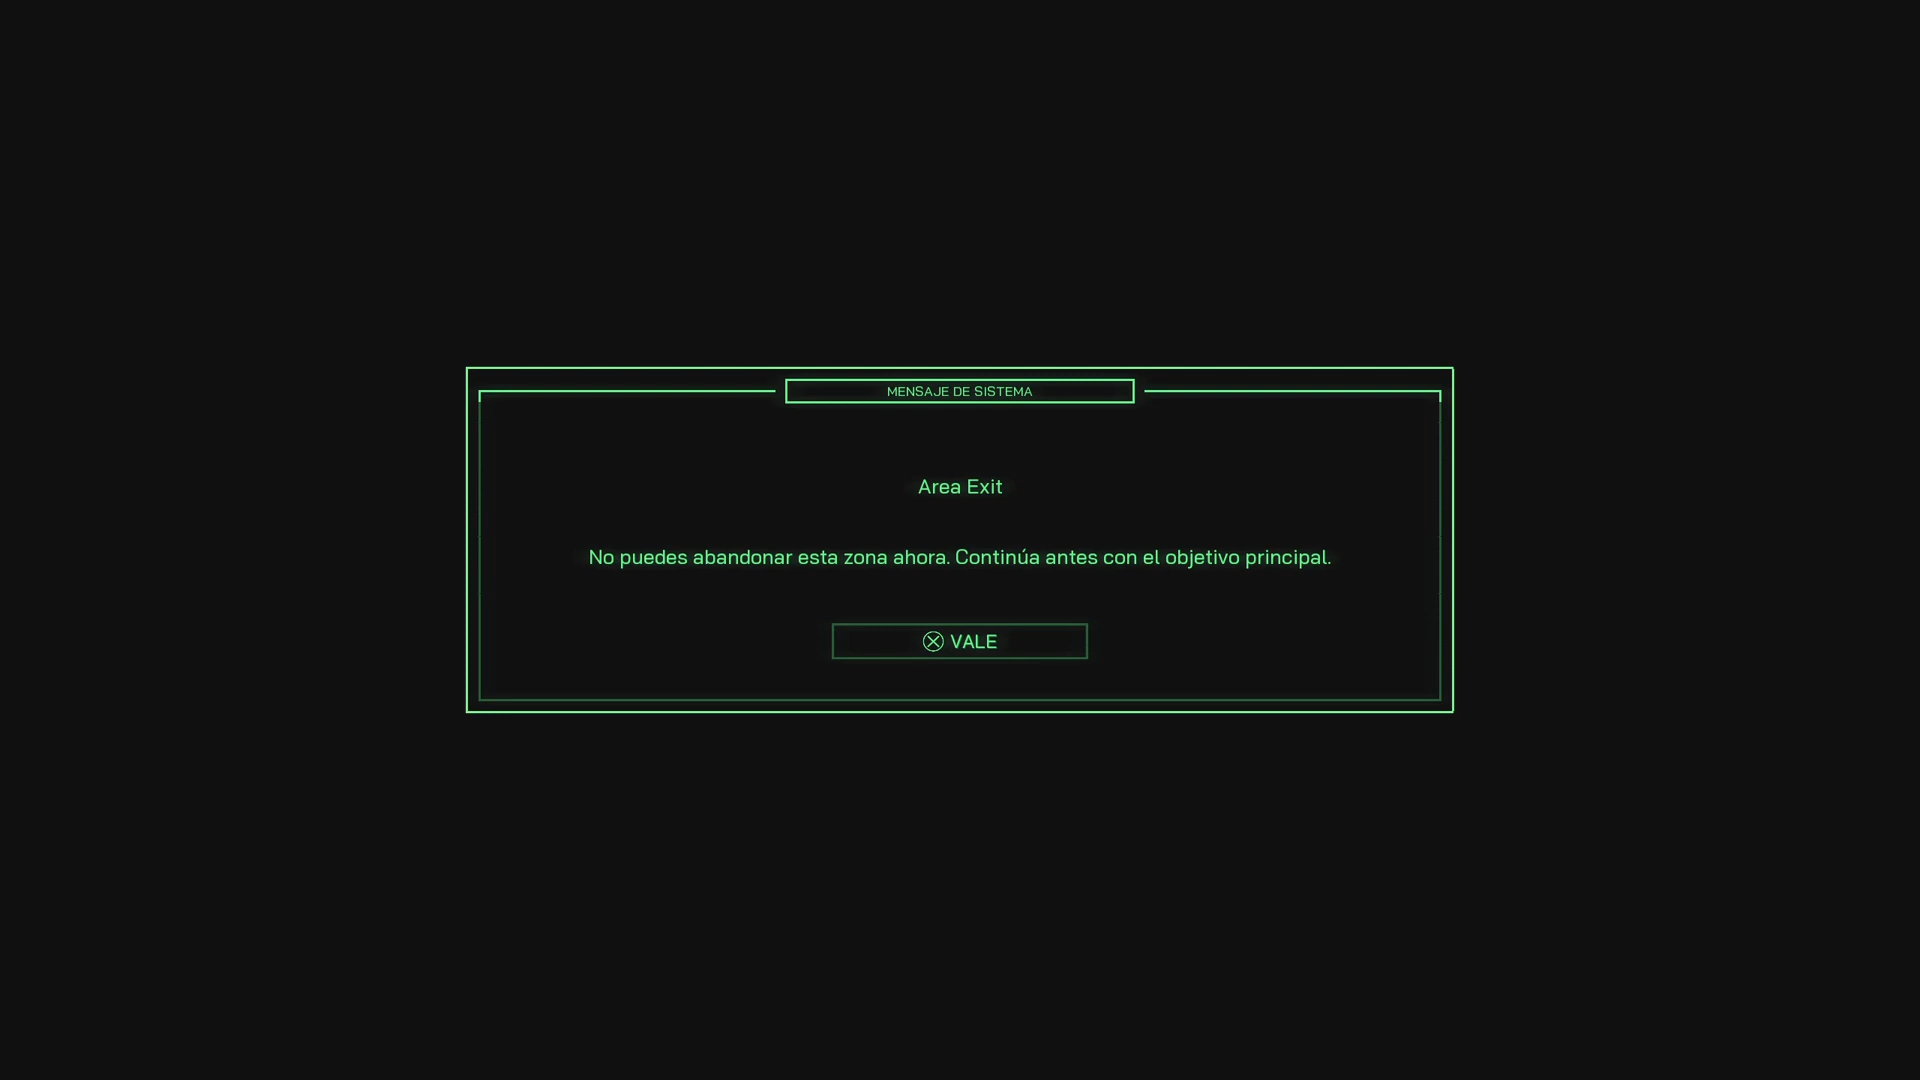 MENSAJE DE SISTEMA
Area Exit
No puedes abandonar esta zona ahora. Continúa antes con el objetivo principal.
VALE